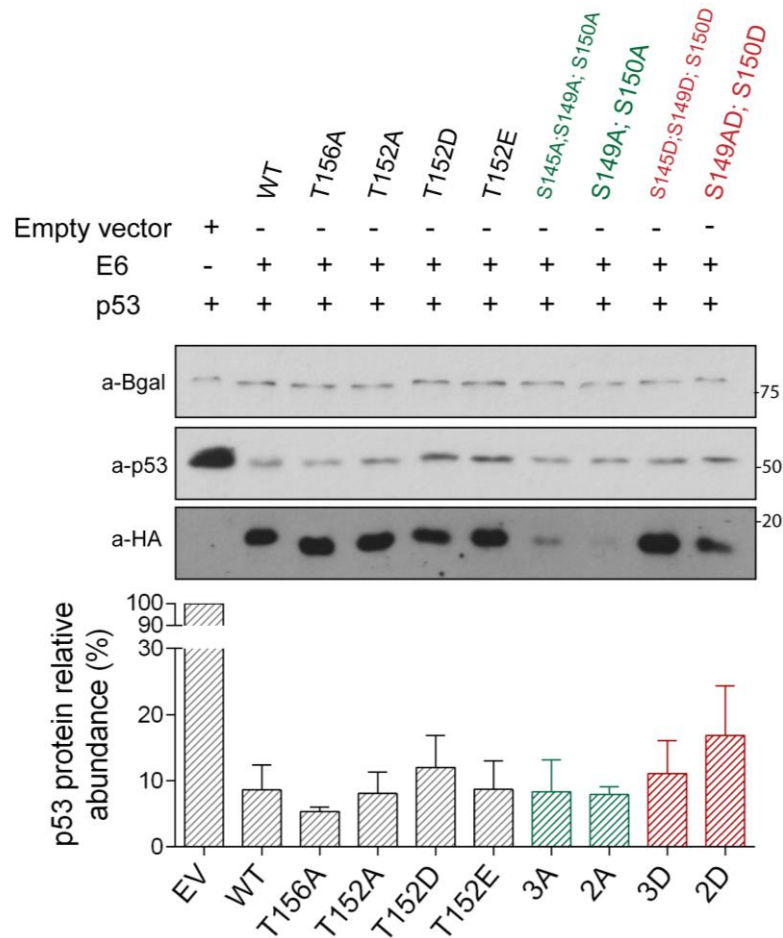 WT T156A T152A T152D T152E S145A;S149A; S150A S149A; S150A S145D;S149D; S150D S149AD; S150D
Empty vector + - - - - - - - - -
E6 - + + + + + + + + +
p53 + + + + + + + + + +
a-Bgal -75
a-p53 -50
a-HA 20
p53 protein relative
abundance (%)
100
90
30
20
10
0
EV WT T156A T152A T152D T152E 3A 2A 3D 2D